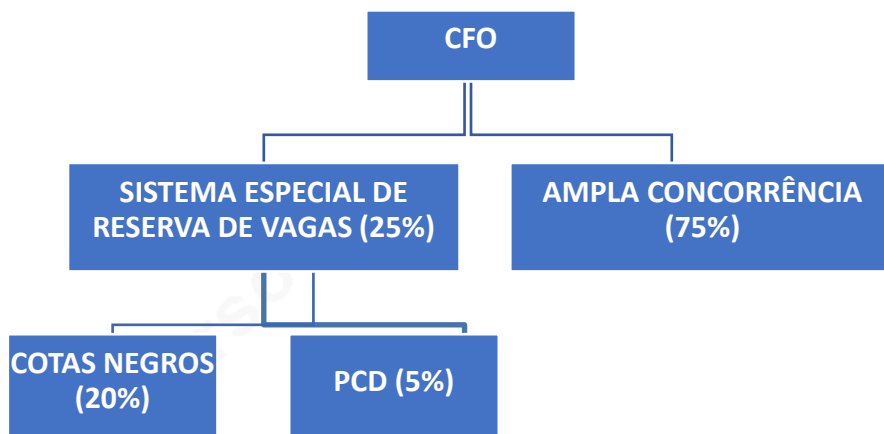 CFO
SISTEMA ESPECIAL DE
RESERVA DE VAGAS (25%)
AMPLA CONCORRÊNCIA
(75%)
COTAS NEGROS
(20%)
PCD (5%)